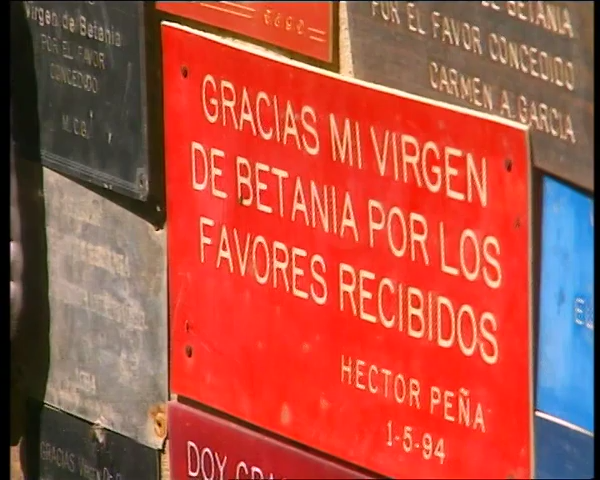 Virgen de Betania
POR EL FAVOR
CONCEDIDO
M.C.G.
DE BETANIA
POR EL FAVOR CONCEDIDO
CARMEN A. GARCIA
GRACIAS MI VIRGEN
DE BETANIA POR LOS
FAVORES RECIBIDOS
HECTOR PEÑA
1-5-94
GRACIAS VIRGEN
DOY